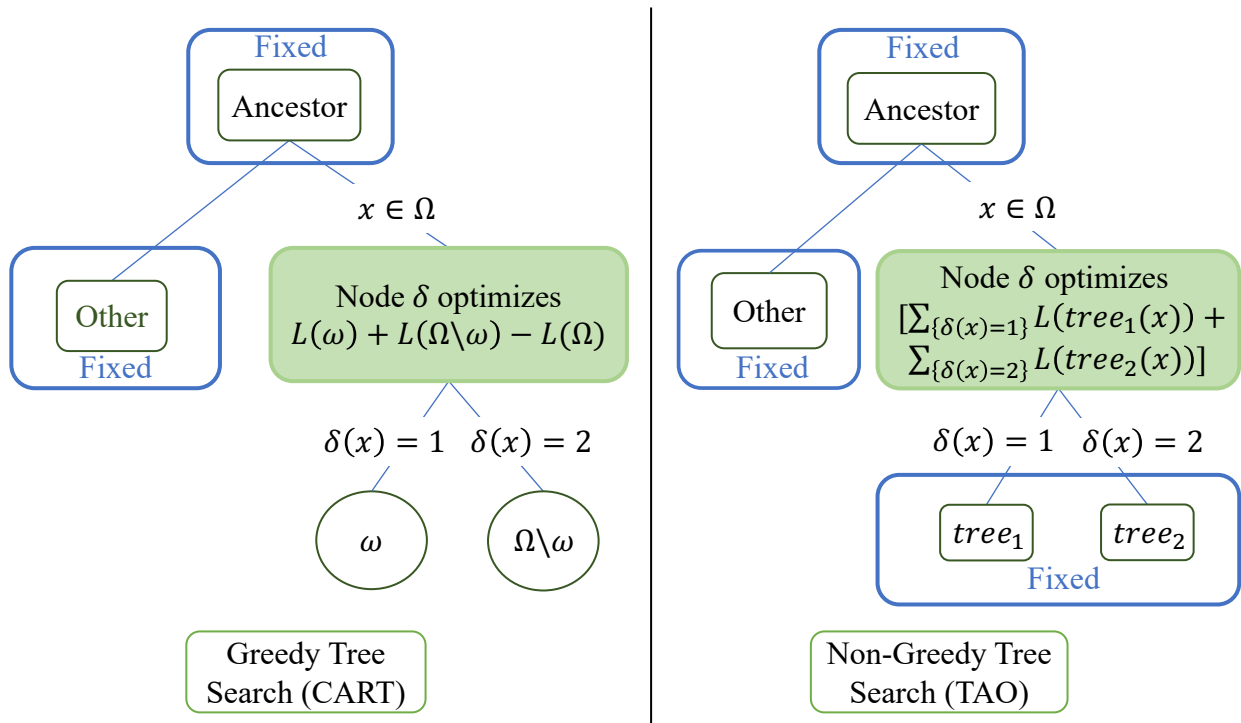 Fixed
Ancestor
x ∈ Ω
Other
Fixed
Node δ optimizes
L(ω) + L(Ω\ω) − L(Ω)
δ(x) = 1
δ(x) = 2
ω
Ω\ω
Greedy Tree
Search (CART)
Fixed
Ancestor
x ∈ Ω
Other
Fixed
Node δ optimizes
[∑_{δ(x)=1} L(tree₁(x)) +
∑_{δ(x)=2} L(tree₂(x))]
δ(x) = 1
δ(x) = 2
tree₁
tree₂
Fixed
Non-Greedy Tree
Search (TAO)